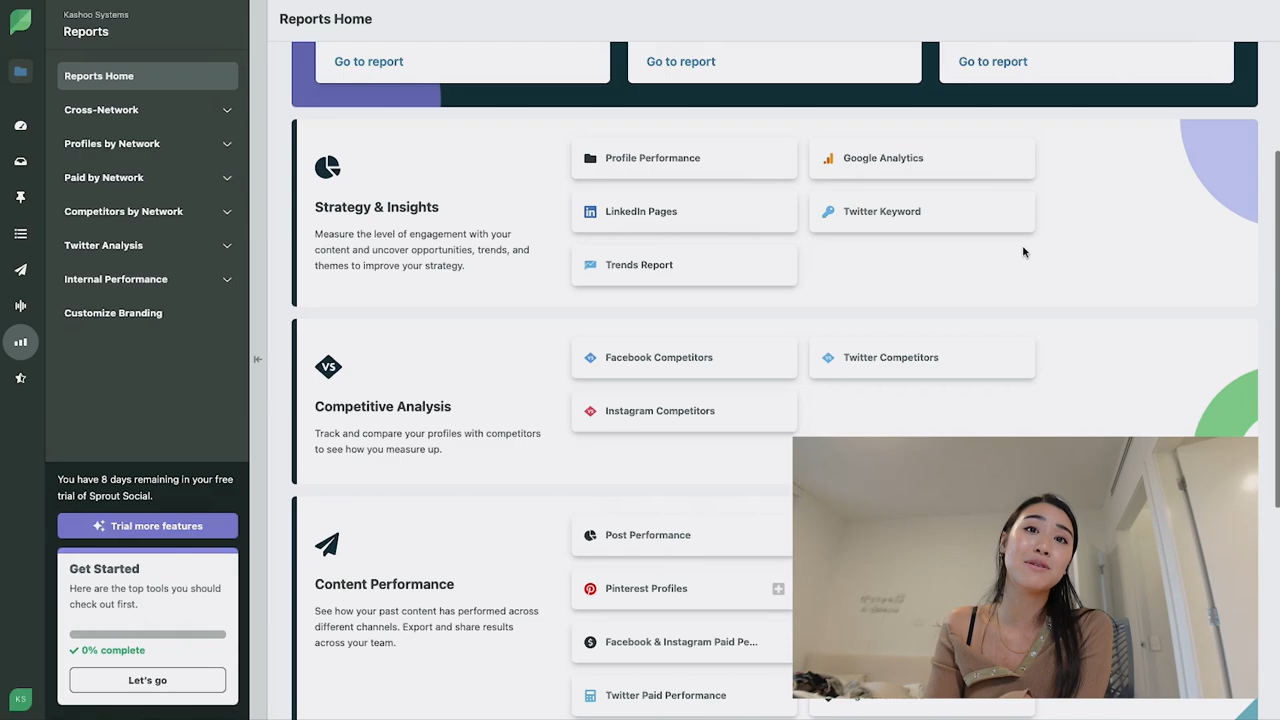 Kashoo Systems
Reports
Reports Home
Cross-Network
Profiles by Network
Paid by Network
Competitors by Network
Twitter Analysis
Internal Performance
Customize Branding
You have 8 days remaining in your free
trial of Sprout Social.
Trial more features
Get Started
Here are the top tools you should
check out first.
0% complete
Let's go
KS
Reports Home
Go to report
Go to report
Go to report
Strategy & Insights
Measure the level of engagement with your
content and uncover opportunities, trends, and
themes to improve your strategy.
Profile Performance
Google Analytics
LinkedIn Pages
Twitter Keyword
Trends Report
VS
Competitive Analysis
Track and compare your profiles with competitors
to see how you measure up.
Facebook Competitors
Twitter Competitors
Instagram Competitors
Content Performance
See how your past content has performed across
different channels. Export and share results
across your team.
Post Performance
Pinterest Profiles
Facebook & Instagram Paid Pe...
Twitter Paid Performance